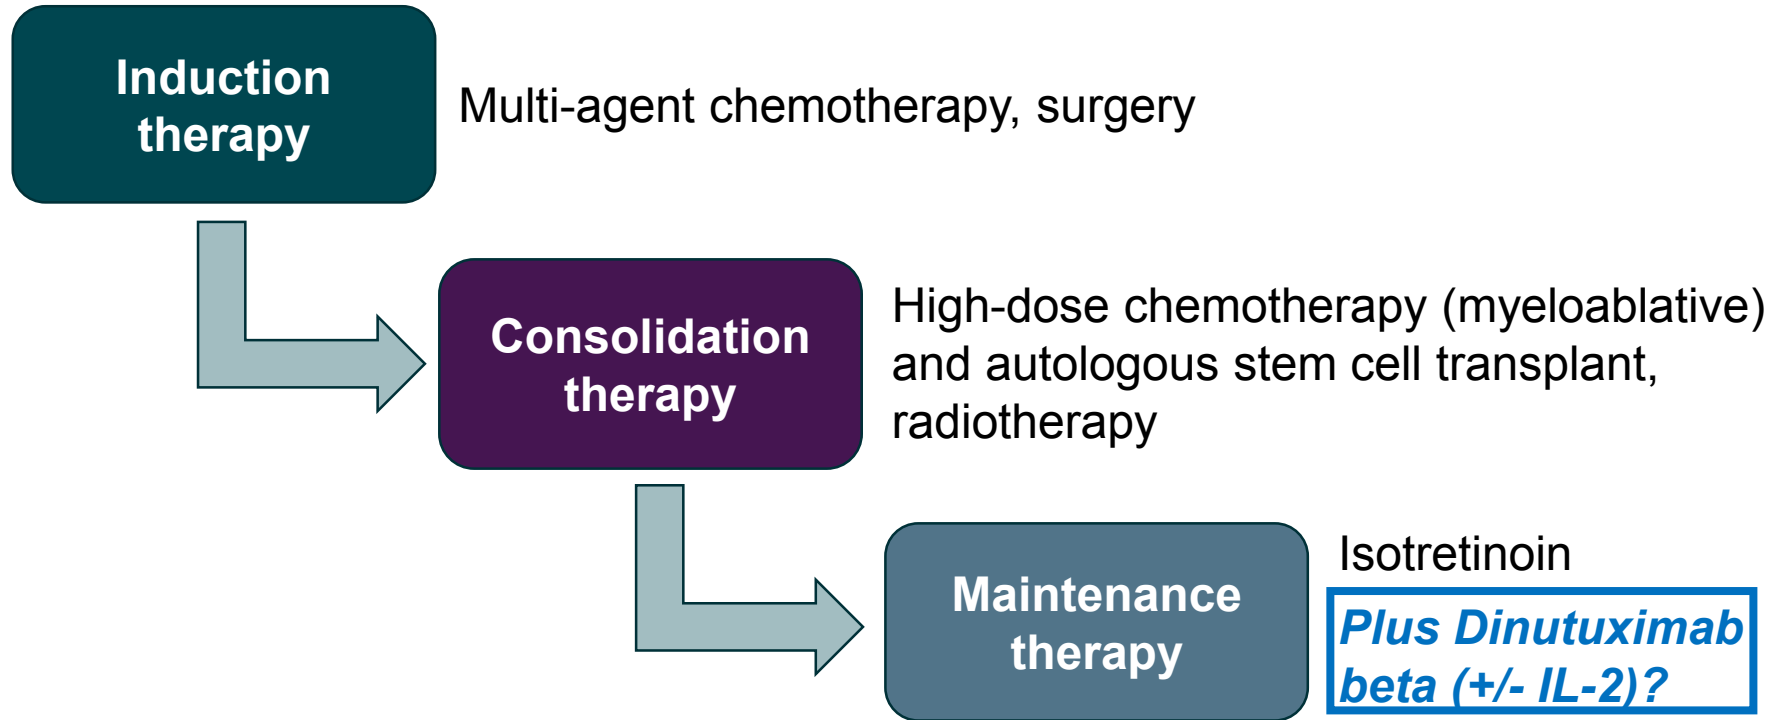 Induction
therapy
Multi-agent chemotherapy, surgery
Consolidation
therapy
High-dose chemotherapy (myeloablative)
and autologous stem cell transplant,
radiotherapy
Maintenance
therapy
Isotretinoin
Plus Dinutuximab
beta (+/- IL-2)?